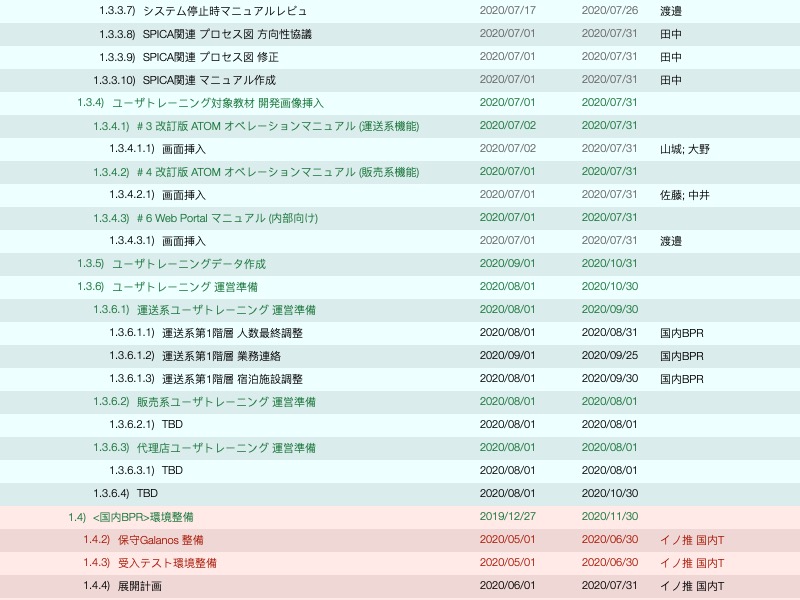 1.3.3.7) システム停止時マニュアルレビュ 2020/07/17 2020/07/26 渡邉
1.3.3.8) SPICA関連 プロセス図 方向性協議 2020/07/01 2020/07/31 田中
1.3.3.9) SPICA関連 プロセス図 修正 2020/07/01 2020/07/31 田中
1.3.3.10) SPICA関連 マニュアル作成 2020/07/01 2020/07/31 田中
1.3.4) ユーザトレーニング対象教材 開発画像挿入 2020/07/01 2020/07/31
1.3.4.1) #3 改訂版 ATOM オペレーションマニュアル (運送系機能) 2020/07/02 2020/07/31
1.3.4.1.1) 画面挿入 2020/07/02 2020/07/31 山城; 大野
1.3.4.2) #4 改訂版 ATOM オペレーションマニュアル (販売系機能) 2020/07/01 2020/07/31
1.3.4.2.1) 画面挿入 2020/07/01 2020/07/31 佐藤; 中井
1.3.4.3) #6 Web Portal マニュアル (内部向け) 2020/07/01 2020/07/31
1.3.4.3.1) 画面挿入 2020/07/01 2020/07/31 渡邉
1.3.5) ユーザトレーニングデータ作成 2020/09/01 2020/10/31
1.3.6) ユーザトレーニング 運営準備 2020/08/01 2020/10/30
1.3.6.1) 運送系ユーザトレーニング 運営準備 2020/08/01 2020/09/30
1.3.6.1.1) 運送系第1階層 人数最終調整 2020/08/01 2020/08/31 国内BPR
1.3.6.1.2) 運送系第1階層 業務連絡 2020/09/01 2020/09/25 国内BPR
1.3.6.1.3) 運送系第1階層 宿泊施設調整 2020/08/01 2020/09/30 国内BPR
1.3.6.2) 販売系ユーザトレーニング 運営準備 2020/08/01 2020/08/01
1.3.6.2.1) TBD 2020/08/01 2020/08/01
1.3.6.3) 代理店ユーザトレーニング 運営準備 2020/08/01 2020/08/01
1.3.6.3.1) TBD 2020/08/01 2020/08/01
1.3.6.4) TBD 2020/08/01 2020/10/30
1.4) <国内BPR>環境整備 2019/12/27 2020/11/30
1.4.2) 保守Galanos 整備 2020/05/01 2020/06/30 イノ推 国内T
1.4.3) 受入テスト環境整備 2020/05/01 2020/06/30 イノ推 国内T
1.4.4) 展開計画 2020/06/01 2020/07/31 イノ推 国内T